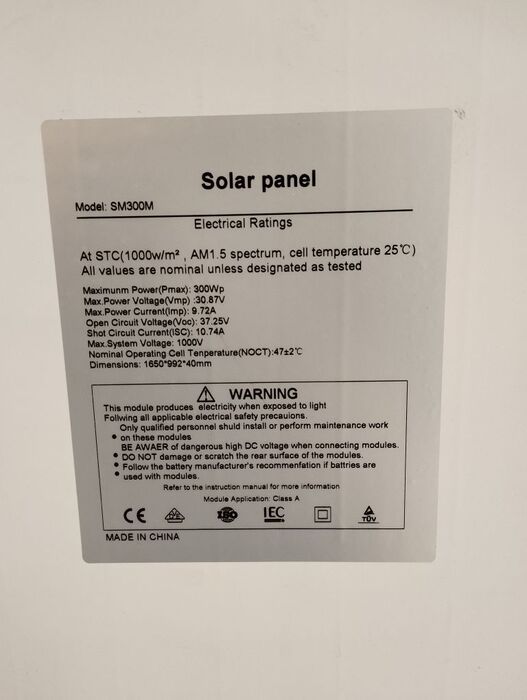 Solar panel
Model: SM300M
Electrical Ratings
At STC(1000w/m² , AM1.5 spectrum, cell temperature 25℃)
All values are nominal unless designated as tested
Maximunm Power(Pmax): 300Wp
Max.Power Voltage(Vmp) :30.87V
Max.Power Current(Imp): 9.72A
Open Circuit Voltage(Voc): 37.25V
Shot Circuit Current(ISC): 10.74A
Max.System Voltage: 1000V
Nominal Operating Cell Tenperature(NOCT):47±2℃
Dimensions: 1650*992*40mm
WARNING
This module produces electricity when exposed to light
Follwing all applicable electrical safety precauions.
Only qualified personnel shuld install or perform maintenance work
• on these modules
BE AWAER of dangerous high DC voltage when connecting modules.
• DO NOT damage or scratch the rear surface of the modules.
• Follow the battery manufacturer's recommenfation if battries are
• used with modules.
Refer to the instruction manual for more information
Module Application: Class A
CE ISO IEC TÜV
MADE IN CHINA